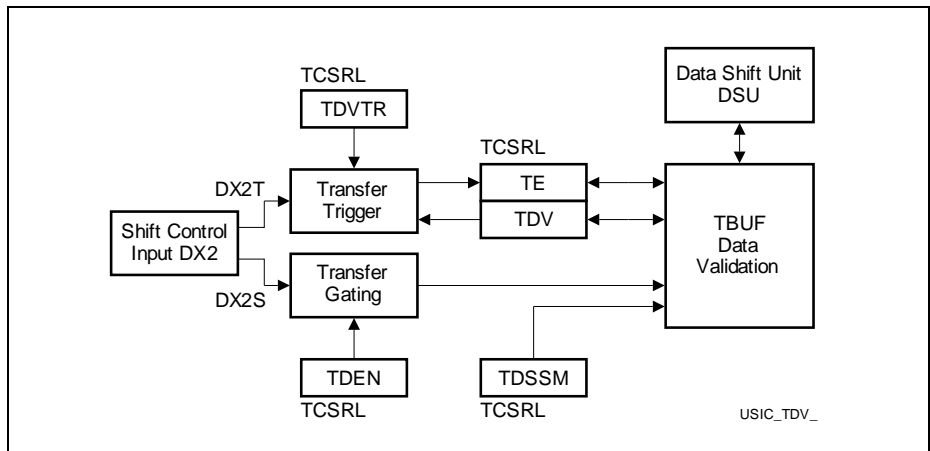 TCSRL
TDVTR
Data Shift Unit
DSU
TCSRL
DX2T
Transfer
Trigger
TE
TDV
Shift Control
Input DX2
TBUF
Data
Validation
DX2S
Transfer
Gating
TDEN
TCSRL
TDSSM
TCSRL
USIC_TDV_